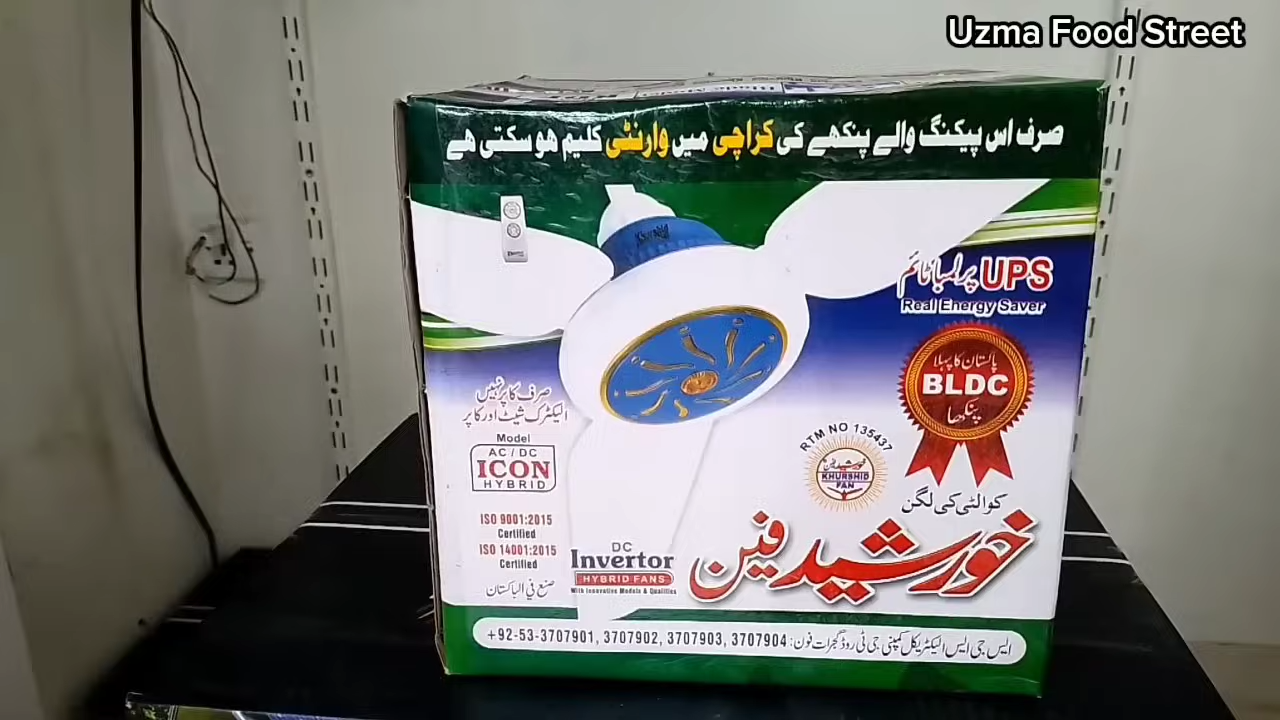 Uzma Food Street
صرف اس پیکنگ والے پنکھے کی کراچی میں وارنٹی کلیم ہو سکتی ہے
UPS پر لمبا ٹائم
Real Energy Saver
پاکستان کا پہلا
BLDC
پنکھا
صرف کاپر نہیں
الیکٹرک شیٹ اور کاپر
Model
AC / DC
ICON
HYBRID
RTM NO 135437
خورشید فین
KHURSHID
FAN
کوالٹی کی لگن
خورشید فین
ISO 9001:2015
Certified
ISO 14001:2015
Certified
صنع فی الباکستان
DC
Invertor
HYBRID FANS
With Innovative Models & Qualities
ایس جی ایس الیکٹریکل کمپنی جی ٹی روڈ گجرات فون: +92-53-3707901, 3707902, 3707903, 3707904